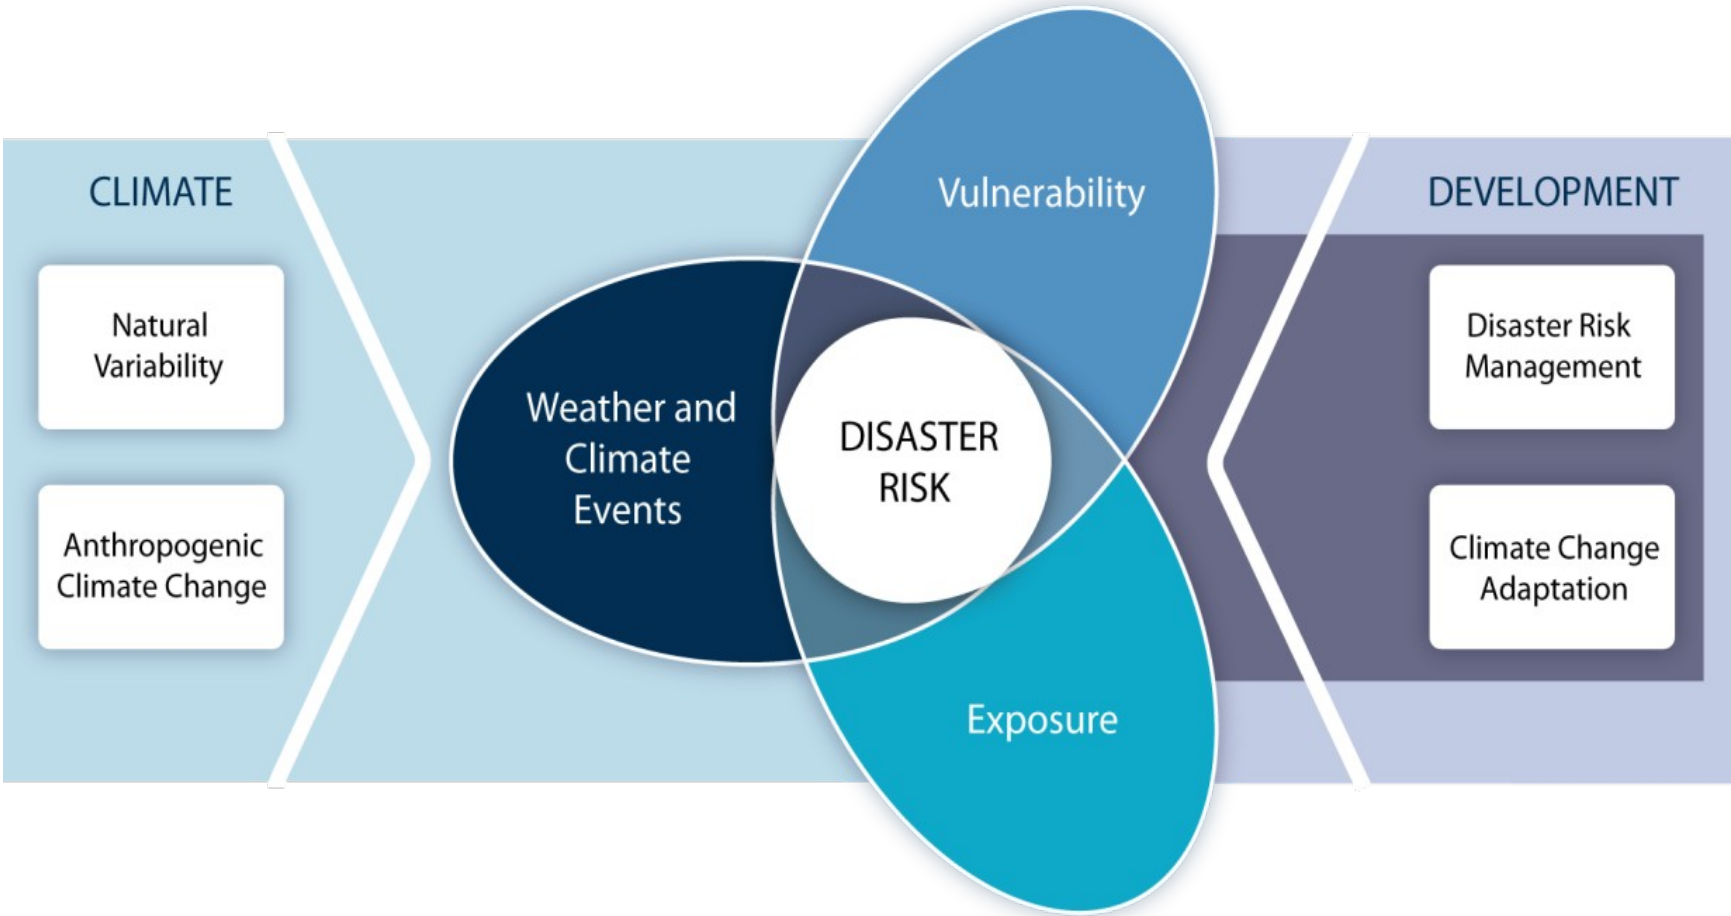 CLIMATE
Natural
Variability
Anthropogenic
Climate Change
Weather and
Climate
Events
Vulnerability
DISASTER
RISK
Exposure
DEVELOPMENT
Disaster Risk
Management
Climate Change
Adaptation